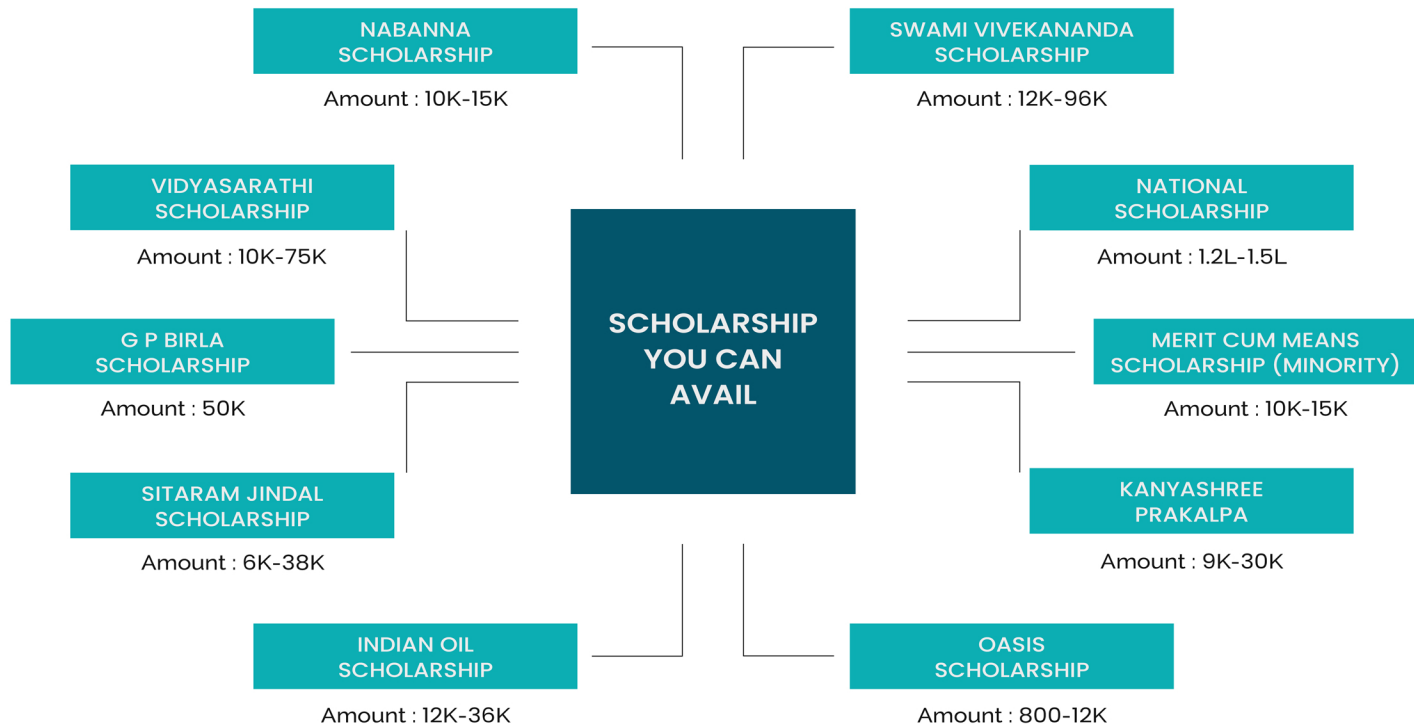 NABANNA
SCHOLARSHIP
Amount : 10K-15K
SWAMI VIVEKANANDA
SCHOLARSHIP
Amount : 12K-96K
VIDYASARATHI
SCHOLARSHIP
Amount : 10K-75K
NATIONAL
SCHOLARSHIP
Amount : 1.2L-1.5L
G P BIRLA
SCHOLARSHIP
Amount : 50K
SCHOLARSHIP
YOU CAN
AVAIL
MERIT CUM MEANS
SCHOLARSHIP (MINORITY)
Amount : 10K-15K
SITARAM JINDAL
SCHOLARSHIP
Amount : 6K-38K
KANYASHREE
PRAKALPA
Amount : 9K-30K
INDIAN OIL
SCHOLARSHIP
Amount : 12K-36K
OASIS
SCHOLARSHIP
Amount : 800-12K